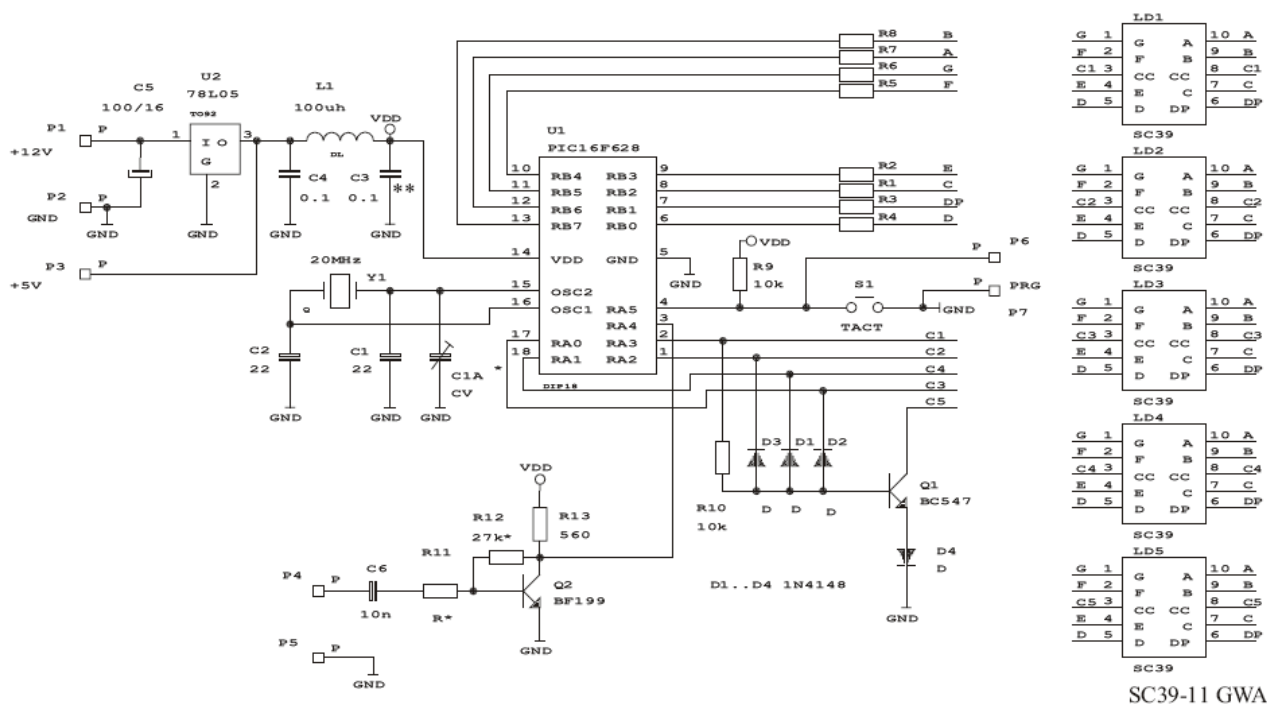 R8 B
R7 A
R6 G
R5 F
C5
100/16
U2
78L05
TO92
P1 P
+12V
1 I O 3
G
2
L1
100uh
DL
VDD
C4
0.1
C3
0.1
**
P2 P
GND
GND
GND
GND
GND
P3 P
+5V
U1
PIC16F628
10 RB4 RB3 9
11 RB5 RB2 8
12 RB6 RB1 7
13 RB7 RB0 6
14 VDD GND 5
15 OSC2
16 OSC1 RA5 4
RA4 3
17 RA0 RA3 2
18 RA1 RA2 1
DIP18
R2 E
R1 C
R3 DP
R4 D
GND
VDD
R9
10k
S1
TACT
P P6
PRG
P7
GND
20MHz
Y1
Q
C2
22
C1
22
C1A *
CV
GND
GND
GND
C1
C2
C4
C3
C5
D3 D1 D2
D D D
R10
10k
Q1
BC547
D4
D
GND
D1..D4 1N4148
VDD
R12
27k*
R13
560
R11
R*
C6
10n
P4 P
Q2
BF199
GND
P5 P
GND
LD1
G 1 G A 10 A
F 2 F B 9 B
C1 3 CC CC 8 C1
E 4 E C 7 C
D 5 D DP 6 DP
SC39
LD2
G 1 G A 10 A
F 2 F B 9 B
C2 3 CC CC 8 C2
E 4 E C 7 C
D 5 D DP 6 DP
SC39
LD3
G 1 G A 10 A
F 2 F B 9 B
C3 3 CC CC 8 C3
E 4 E C 7 C
D 5 D DP 6 DP
SC39
LD4
G 1 G A 10 A
F 2 F B 9 B
C4 3 CC CC 8 C4
E 4 E C 7 C
D 5 D DP 6 DP
SC39
LD5
G 1 G A 10 A
F 2 F B 9 B
C5 3 CC CC 8 C5
E 4 E C 7 C
D 5 D DP 6 DP
SC39
SC39-11 GWA